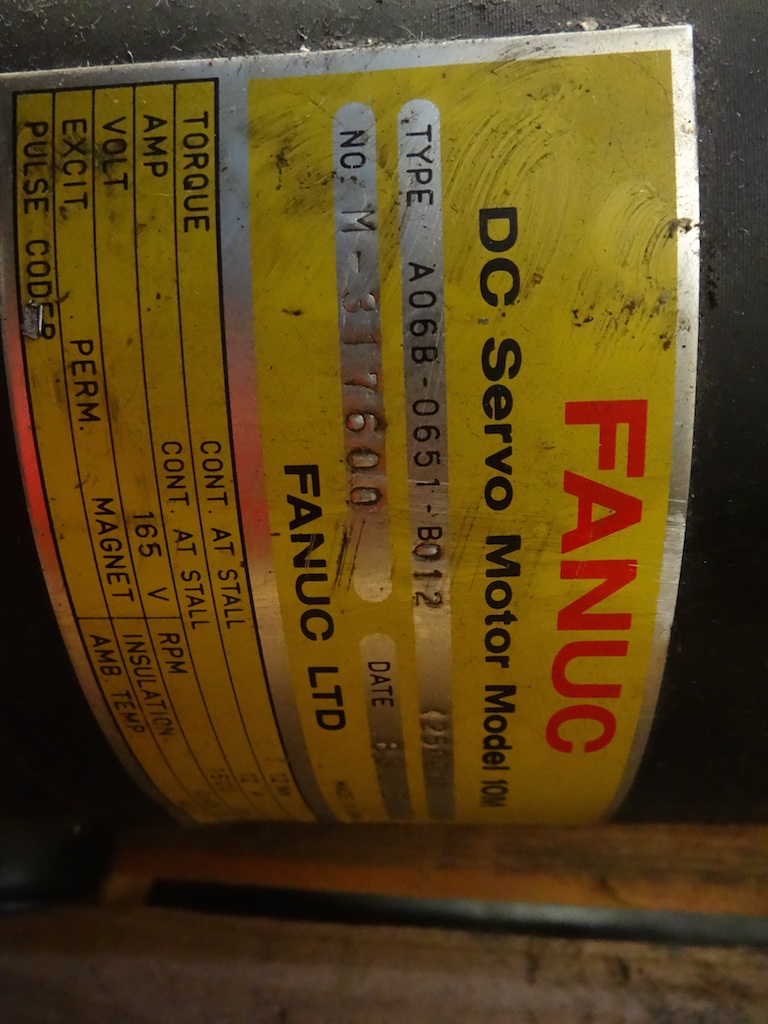 FANUC
DC Servo Motor Model 10M
TYPE A06B-0651-B012
NO. M-317600 DATE
FANUC LTD
TORQUE CONT. AT STALL
AMP CONT. AT STALL
VOLT 165 V RPM
EXCIT PERM. MAGNET INSULATION
PULSE CODER AMB TEMP